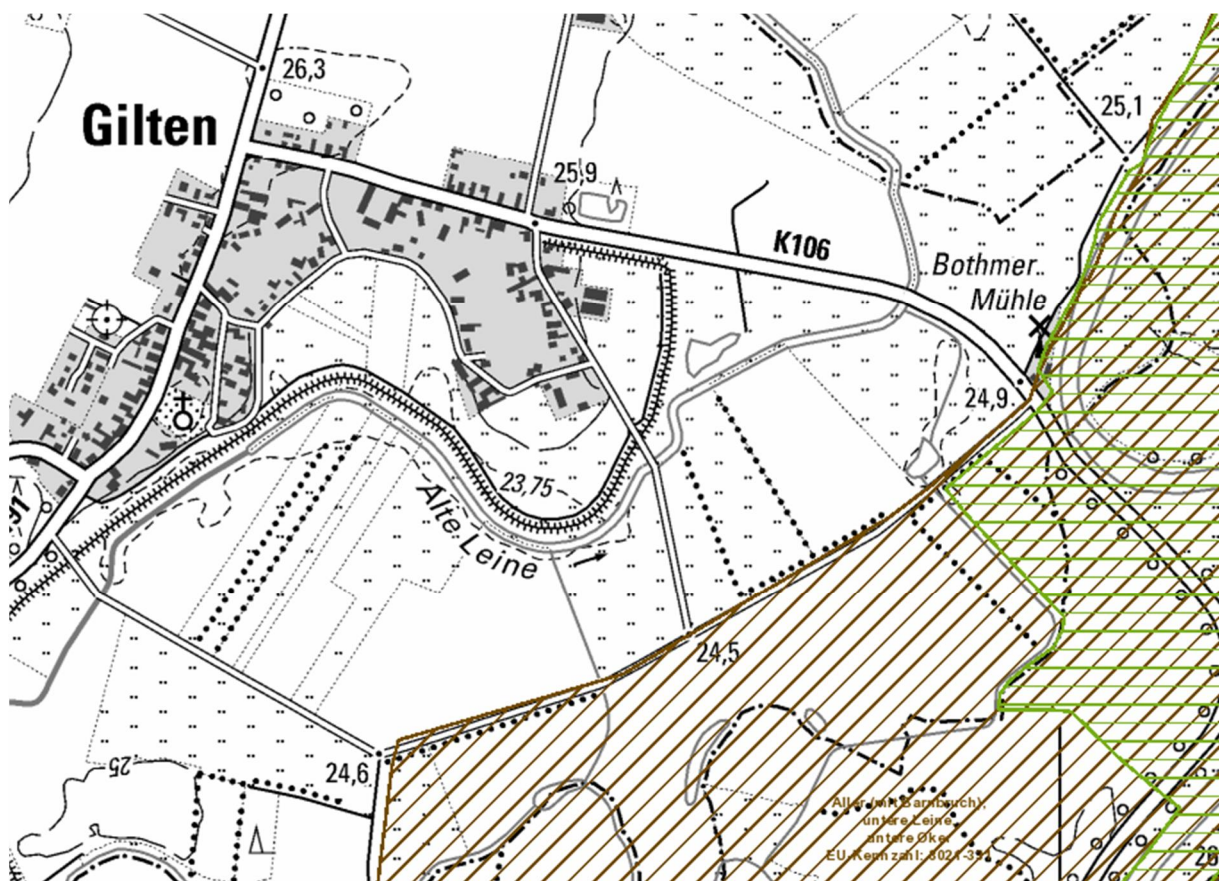 26,3
25,1
Gilten
25,9
K106
Bothmer
Mühle
24,9
23,75
Alte Leine
24,5
24,6
25
Aller (mit Barnbruch),
untere Leine,
untere Oker
EU-Kennzahl: 3021-331
26